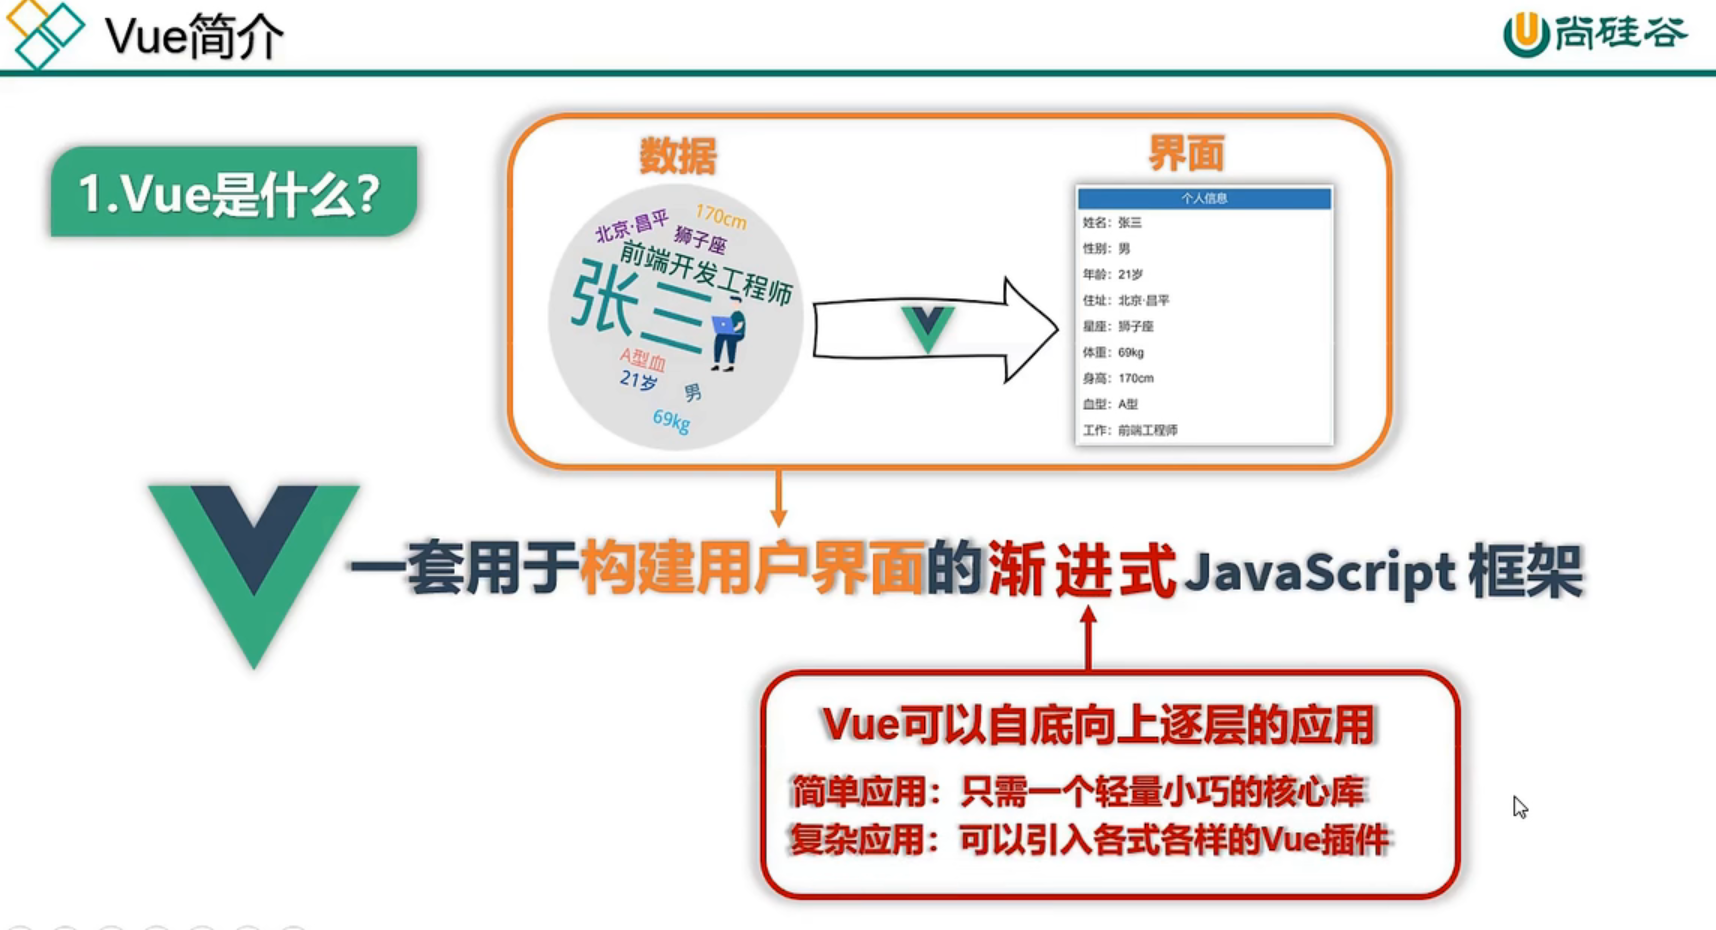 Vue简介
尚硅谷
1.Vue是什么？
数据
北京·昌平
170cm
狮子座
前端开发工程师
张三
A型血
21岁
男
69kg
界面
个人信息
姓名：张三
性别：男
年龄：21岁
住址：北京·昌平
星座：狮子座
体重：69kg
身高：170cm
血型：A型
工作：前端工程师
一套用于构建用户界面的渐进式JavaScript 框架
Vue可以自底向上逐层的应用
简单应用：只需一个轻量小巧的核心库
复杂应用：可以引入各式各样的Vue插件